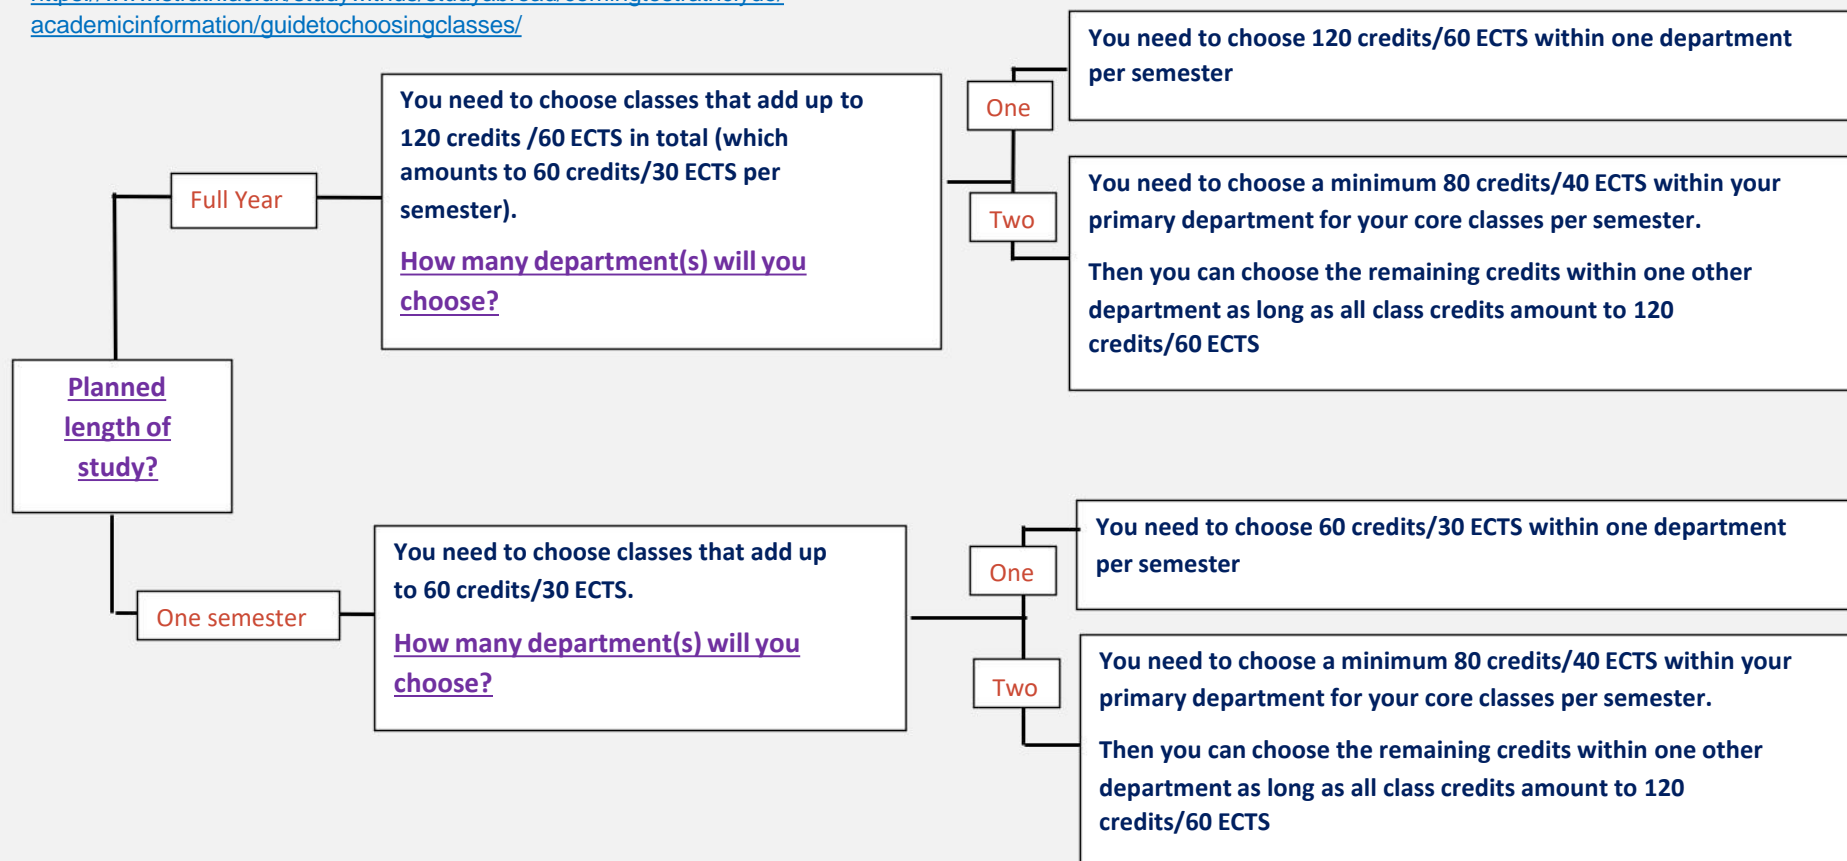 academicinformation/guidetochoosingclasses/
You need to choose 120 credits/60 ECTS within one department
per semester
One
You need to choose classes that add up to
120 credits /60 ECTS in total (which
amounts to 60 credits/30 ECTS per
semester).
How many department(s) will you
choose?
Full Year
Two
You need to choose a minimum 80 credits/40 ECTS within your
primary department for your core classes per semester.
Then you can choose the remaining credits within one other
department as long as all class credits amount to 120
credits/60 ECTS
Planned
length of
study?
One semester
You need to choose classes that add up
to 60 credits/30 ECTS.
How many department(s) will you
choose?
One
You need to choose 60 credits/30 ECTS within one department
per semester
Two
You need to choose a minimum 80 credits/40 ECTS within your
primary department for your core classes per semester.
Then you can choose the remaining credits within one other
department as long as all class credits amount to 120
credits/60 ECTS